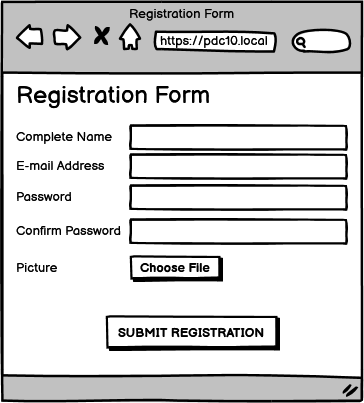 Registration Form
https://pdc10.local
Registration Form
Complete Name
E-mail Address
Password
Confirm Password
Picture
Choose File
SUBMIT REGISTRATION